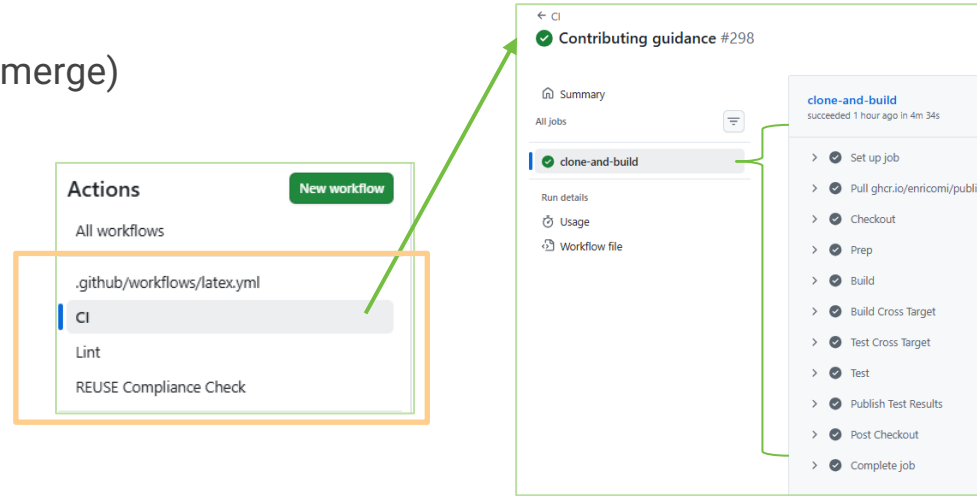 merge)
Actions
New workflow
All workflows
.github/workflows/latex.yml
CI
Lint
REUSE Compliance Check
← CI
Contributing guidance #298
Summary
All jobs
clone-and-build
Run details
Usage
Workflow file
clone-and-build
succeeded 1 hour ago in 4m 34s
Set up job
Pull ghcr.io/enricomi/publi
Checkout
Prep
Build
Build Cross Target
Test Cross Target
Test
Publish Test Results
Post Checkout
Complete job